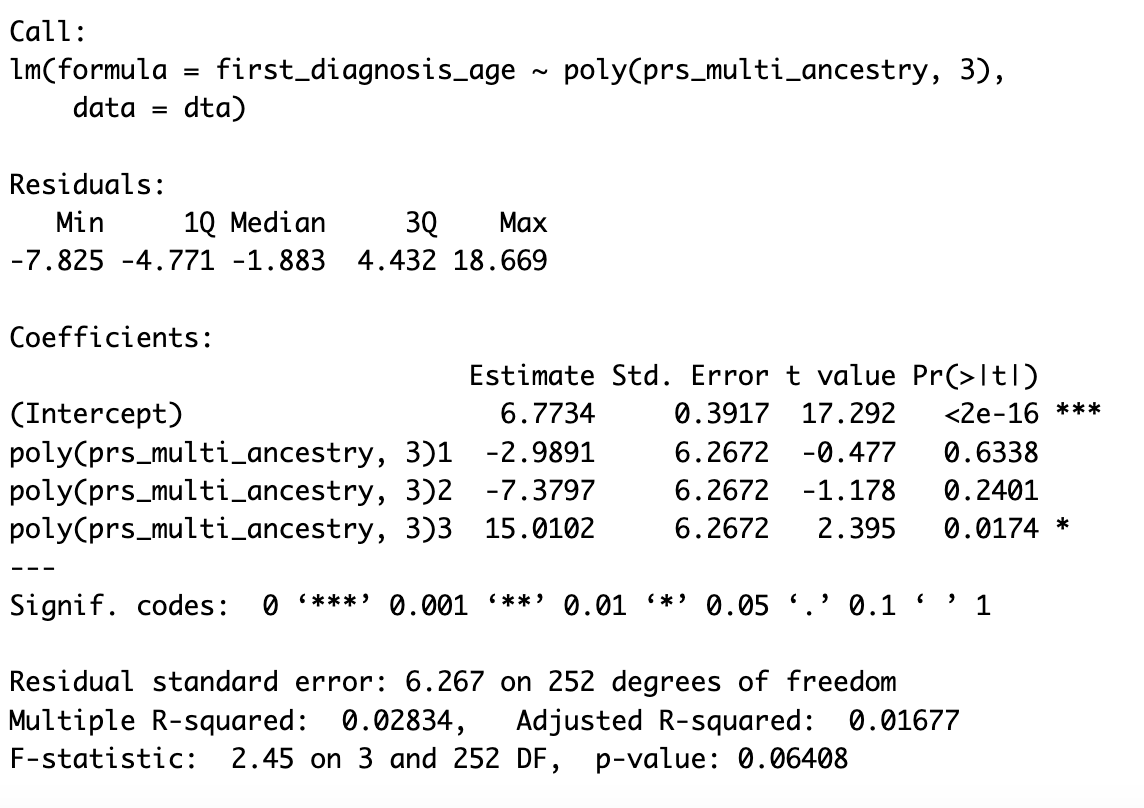 Call:
lm(formula = first_diagnosis_age ~ poly(prs_multi_ancestry, 3),
    data = dta)

Residuals:
   Min     1Q Median     3Q    Max
-7.825 -4.771 -1.883  4.432 18.669

Coefficients:
                             Estimate Std. Error t value Pr(>|t|)
(Intercept)                    6.7734     0.3917  17.292   <2e-16 ***
poly(prs_multi_ancestry, 3)1  -2.9891     6.2672  -0.477   0.6338
poly(prs_multi_ancestry, 3)2  -7.3797     6.2672  -1.178   0.2401
poly(prs_multi_ancestry, 3)3  15.0102     6.2672   2.395   0.0174 *
---
Signif. codes:  0 ‘***’ 0.001 ‘**’ 0.01 ‘*’ 0.05 ‘.’ 0.1 ‘ ’ 1

Residual standard error: 6.267 on 252 degrees of freedom
Multiple R-squared:  0.02834,   Adjusted R-squared:  0.01677
F-statistic:  2.45 on 3 and 252 DF,  p-value: 0.06408